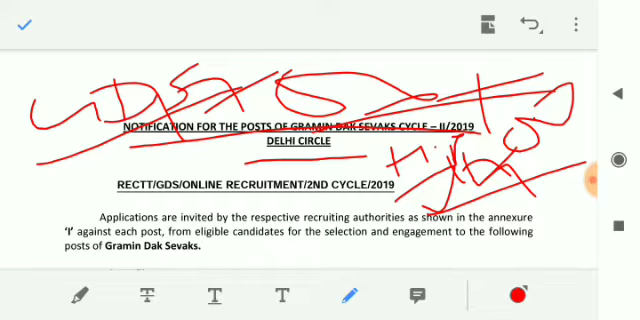 NOTIFICATION FOR THE POSTS OF GRAMIN DAK SEVAKS CYCLE – II/2019
DELHI CIRCLE
RECTT/GDS/ONLINE RECRUITMENT/2ND CYCLE/2019
Applications are invited by the respective recruiting authorities as shown in the annexure
‘I’ against each post, from eligible candidates for the selection and engagement to the following
posts of Gramin Dak Sevaks.